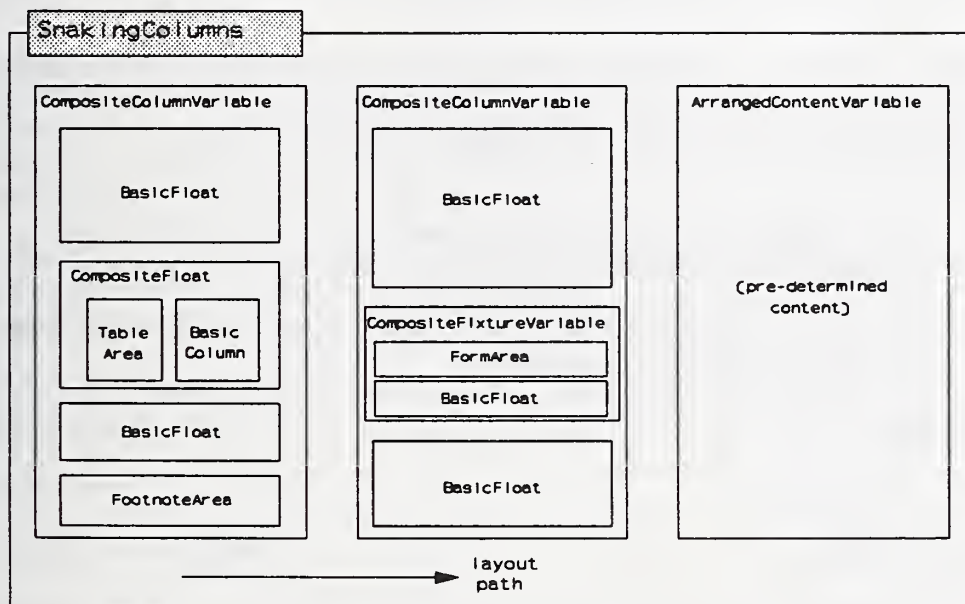 SnakingColumns
CompositeColumnVariable
BasicFloat
CompositeFloat
Table
Area
Basic
Column
BasicFloat
FootnoteArea
CompositeColumnVariable
BasicFloat
CompositeFixtureVariable
FormArea
BasicFloat
BasicFloat
ArrangedContentVariable
(pre-determined
content)
layout
path